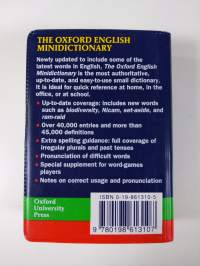 THE OXFORD ENGLISH
MINIDICTIONARY
Newly updated to include some of the
latest words in English, The Oxford English
Minidictionary is the most authoritative,
up-to-date, and easy-to-use small dictionary. It
is ideal for quick reference at home, in the
office, or at school.
• Up-to-date coverage: includes new words
such as biodiversity, Nicam, set-aside, and
ram-raid
• Over 40,000 entries and more than
45,000 definitions
• Extra spelling guidance: full coverage of
irregular plurals and past tenses
• Pronunciation of difficult words
• Special supplement for word-games
players
• Notes on correct usage and pronunciation
Oxford
University
Press
ISBN 0-19-861310-5
9 780198 613107